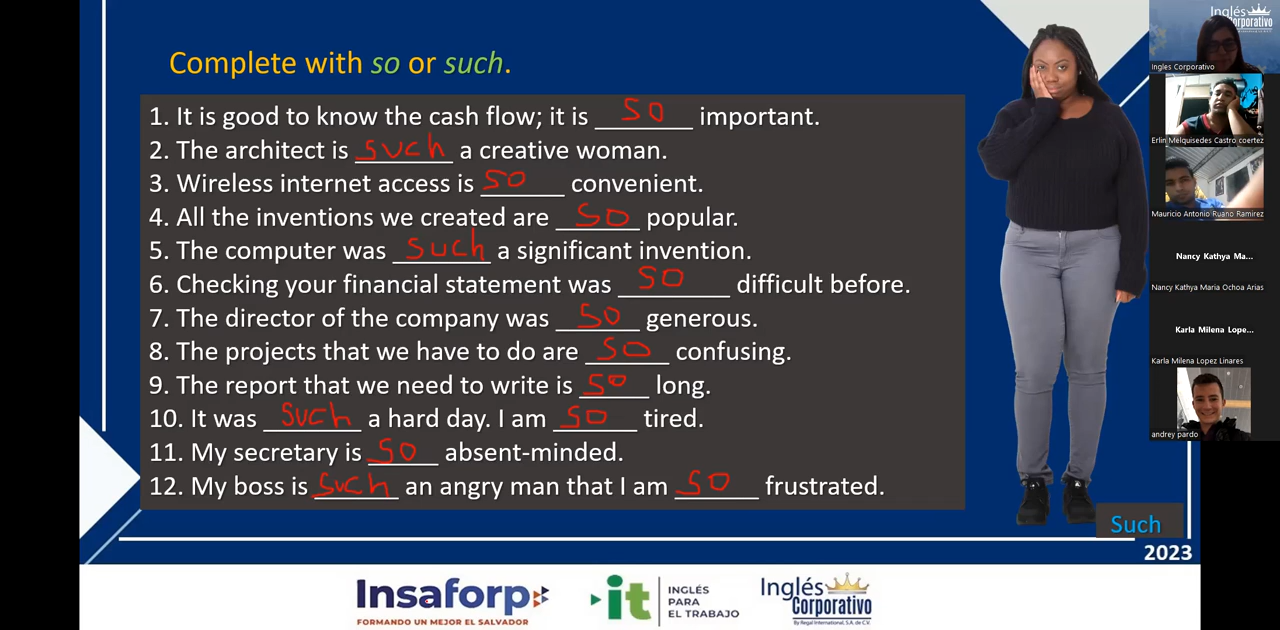 Complete with so or such.
1. It is good to know the cash flow; it is so important.
2. The architect is such a creative woman.
3. Wireless internet access is so convenient.
4. All the inventions we created are so popular.
5. The computer was such a significant invention.
6. Checking your financial statement was so difficult before.
7. The director of the company was so generous.
8. The projects that we have to do are so confusing.
9. The report that we need to write is so long.
10. It was such a hard day. I am so tired.
11. My secretary is so absent-minded.
12. My boss is such an angry man that I am so frustrated.
Such
2023
Insaforp
FORMANDO UN MEJOR EL SALVADOR
it
INGLÉS
PARA
EL TRABAJO
Inglés
Corporativo
By Regal International, S.A. de C.V.
Inglés
Corporativo
Ingles Corporativo
Erlin Melquisedes Castro coertez
Mauricio Antonio Ruano Ramirez
Nancy Kathya Ma...
Nancy Kathya Maria Ochoa Arias
Karla Milena Lope...
Karla Milena Lopez Linares
andrey pardo